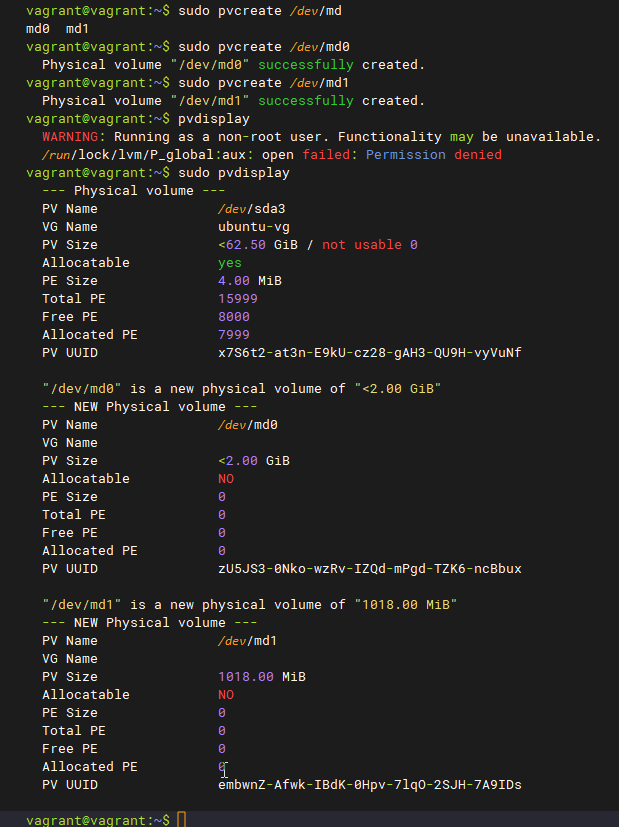 vagrant@vagrant:~$ sudo pvcreate /dev/md
md0  md1
vagrant@vagrant:~$ sudo pvcreate /dev/md0
  Physical volume "/dev/md0" successfully created.
vagrant@vagrant:~$ sudo pvcreate /dev/md1
  Physical volume "/dev/md1" successfully created.
vagrant@vagrant:~$ pvdisplay
  WARNING: Running as a non-root user. Functionality may be unavailable.
  /run/lock/lvm/P_global:aux: open failed: Permission denied
vagrant@vagrant:~$ sudo pvdisplay
  --- Physical volume ---
  PV Name               /dev/sda3
  VG Name               ubuntu-vg
  PV Size               <62.50 GiB / not usable 0
  Allocatable           yes
  PE Size               4.00 MiB
  Total PE              15999
  Free PE               8000
  Allocated PE          7999
  PV UUID               x7S6t2-at3n-E9kU-cz28-gAH3-QU9H-vyVuNf

  "/dev/md0" is a new physical volume of "<2.00 GiB"
  --- NEW Physical volume ---
  PV Name               /dev/md0
  VG Name
  PV Size               <2.00 GiB
  Allocatable           NO
  PE Size               0
  Total PE              0
  Free PE               0
  Allocated PE          0
  PV UUID               zU5JS3-0Nko-wzRv-IZQd-mPgd-TZK6-ncBbux

  "/dev/md1" is a new physical volume of "1018.00 MiB"
  --- NEW Physical volume ---
  PV Name               /dev/md1
  VG Name
  PV Size               1018.00 MiB
  Allocatable           NO
  PE Size               0
  Total PE              0
  Free PE               0
  Allocated PE          0
  PV UUID               embwnZ-Afwk-IBdK-0Hpv-7lqO-2SJH-7A9IDs

vagrant@vagrant:~$